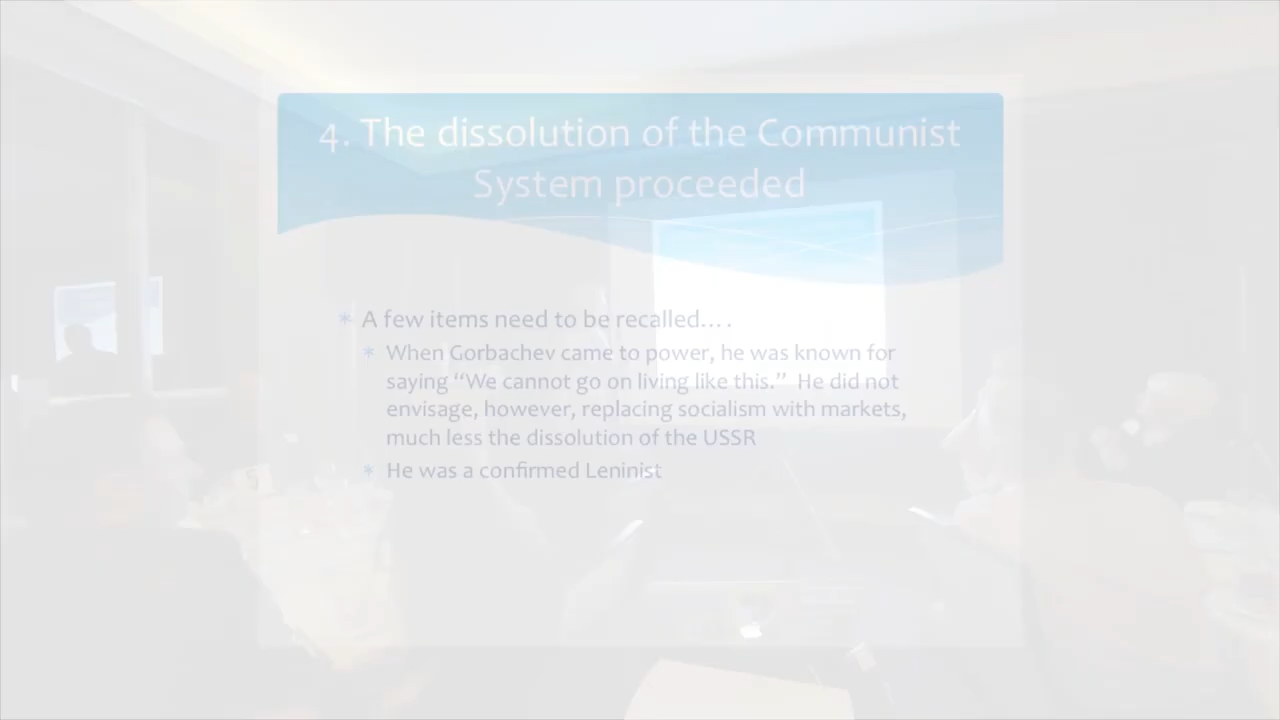 4. The dissolution of the Communist
System proceeded
* A few items need to be recalled....
* When Gorbachev came to power, he was known for
saying “We cannot go on living like this.” He did not
envisage, however, replacing socialism with markets,
much less the dissolution of the USSR
* He was a confirmed Leninist